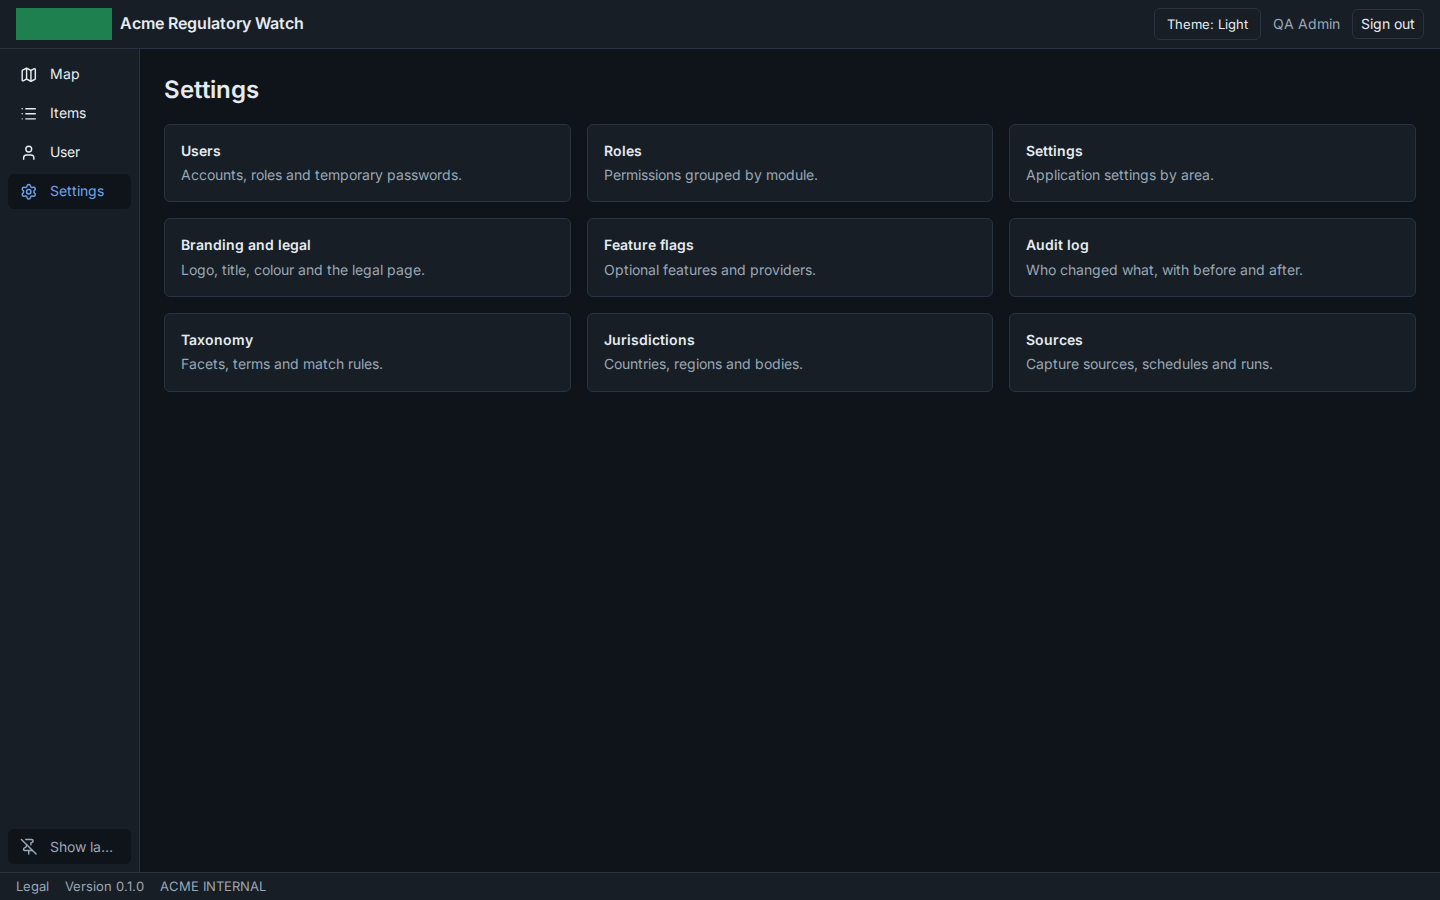 Acme Regulatory Watch
Theme: Light
QA Admin
Sign out
Map
Items
User
Settings
Show la...
Settings
Users
Accounts, roles and temporary passwords.
Roles
Permissions grouped by module.
Settings
Application settings by area.
Branding and legal
Logo, title, colour and the legal page.
Feature flags
Optional features and providers.
Audit log
Who changed what, with before and after.
Taxonomy
Facets, terms and match rules.
Jurisdictions
Countries, regions and bodies.
Sources
Capture sources, schedules and runs.
Legal
Version 0.1.0
ACME INTERNAL